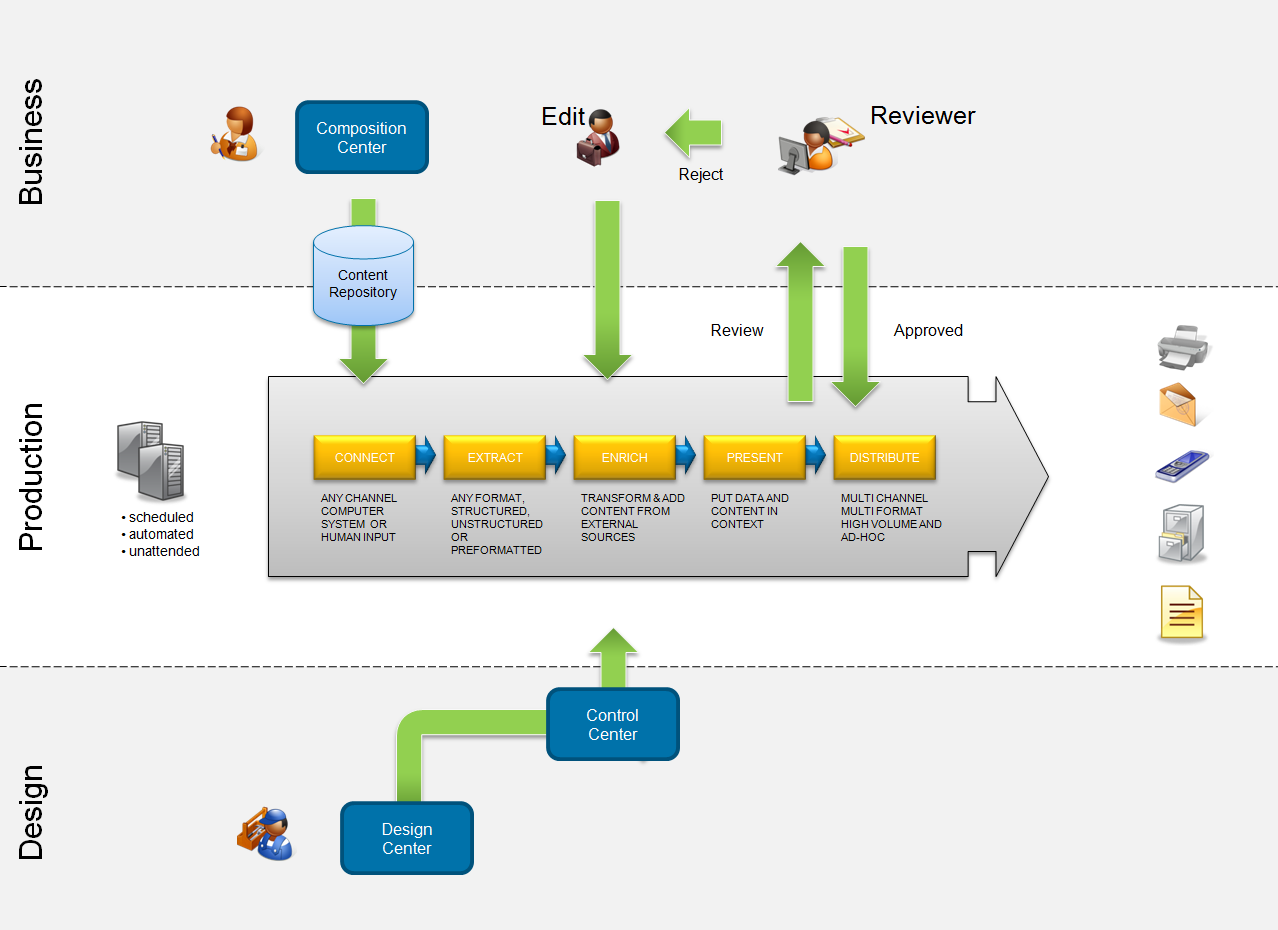 Business
Composition
Center
Edit
Reviewer
Reject
Content
Repository
Review
Approved
Production
• scheduled
• automated
• unattended
CONNECT
EXTRACT
ENRICH
PRESENT
DISTRIBUTE
ANY CHANNEL
COMPUTER
SYSTEM OR
HUMAN INPUT
ANY FORMAT,
STRUCTURED,
UNSTRUCTURED
OR
PREFORMATTED
TRANSFORM & ADD
CONTENT FROM
EXTERNAL
SOURCES
PUT DATA AND
CONTENT IN
CONTEXT
MULTI CHANNEL
MULTI FORMAT
HIGH VOLUME AND
AD-HOC
Design
Control
Center
Design
Center